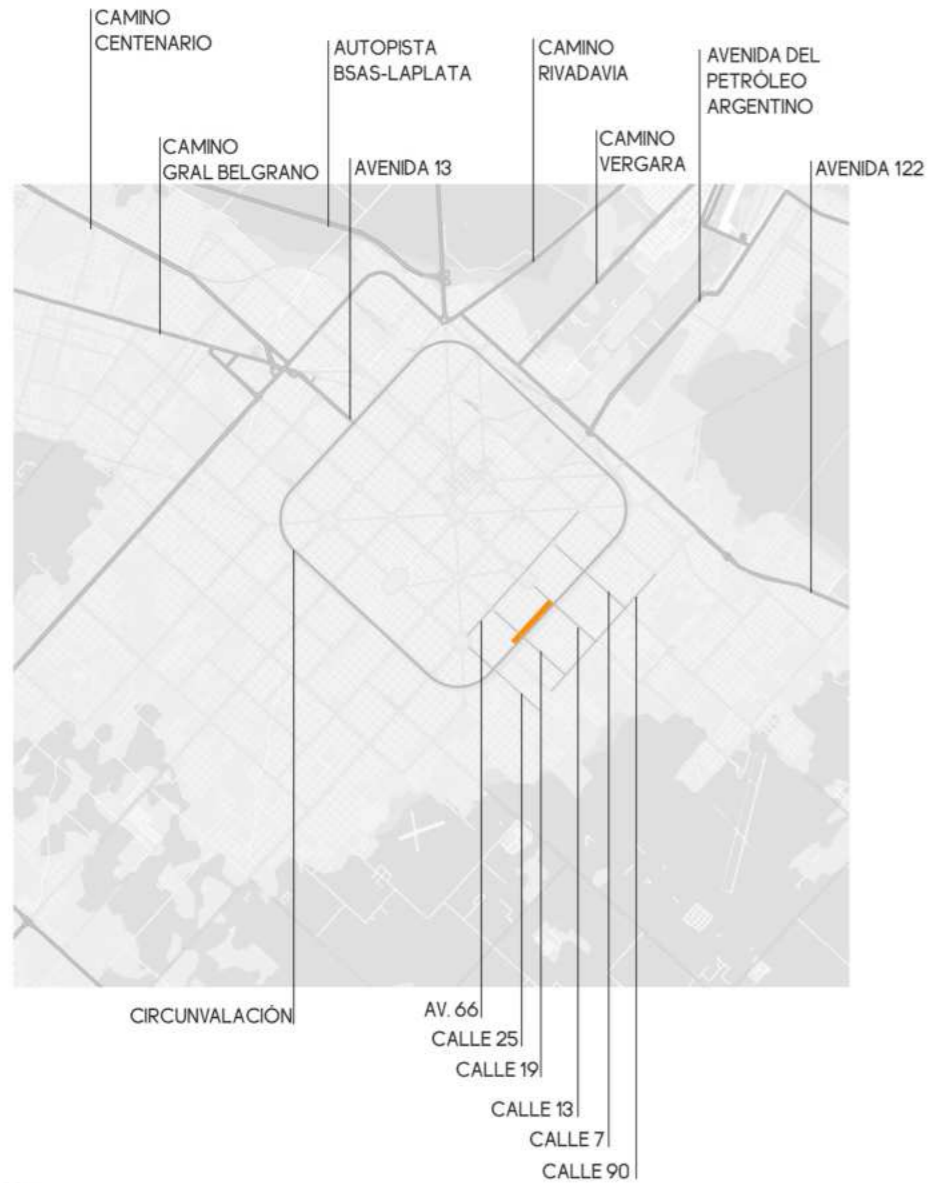 CAMINO
CENTENARIO
AUTOPISTA
BSAS-LAPLATA
CAMINO
RIVADAVIA
AVENIDA DEL
PETRÓLEO
ARGENTINO
CAMINO
GRAL BELGRANO
AVENIDA 13
CAMINO
VERGARA
AVENIDA 122
CIRCUNVALACIÓN
AV. 66
CALLE 25
CALLE 19
CALLE 13
CALLE 7
CALLE 90